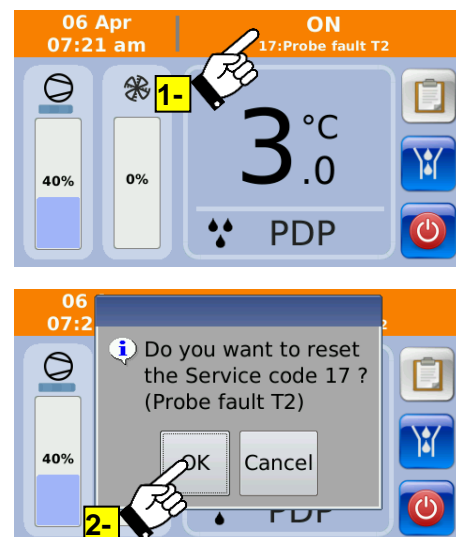 06 Apr
07:21 am
ON
17:Probe fault T2
1-
40%
0%
3.0 °C
PDP
06
07:2
Do you want to reset
the Service code 17 ?
(Probe fault T2)
OK
Cancel
40%
2-
PDP